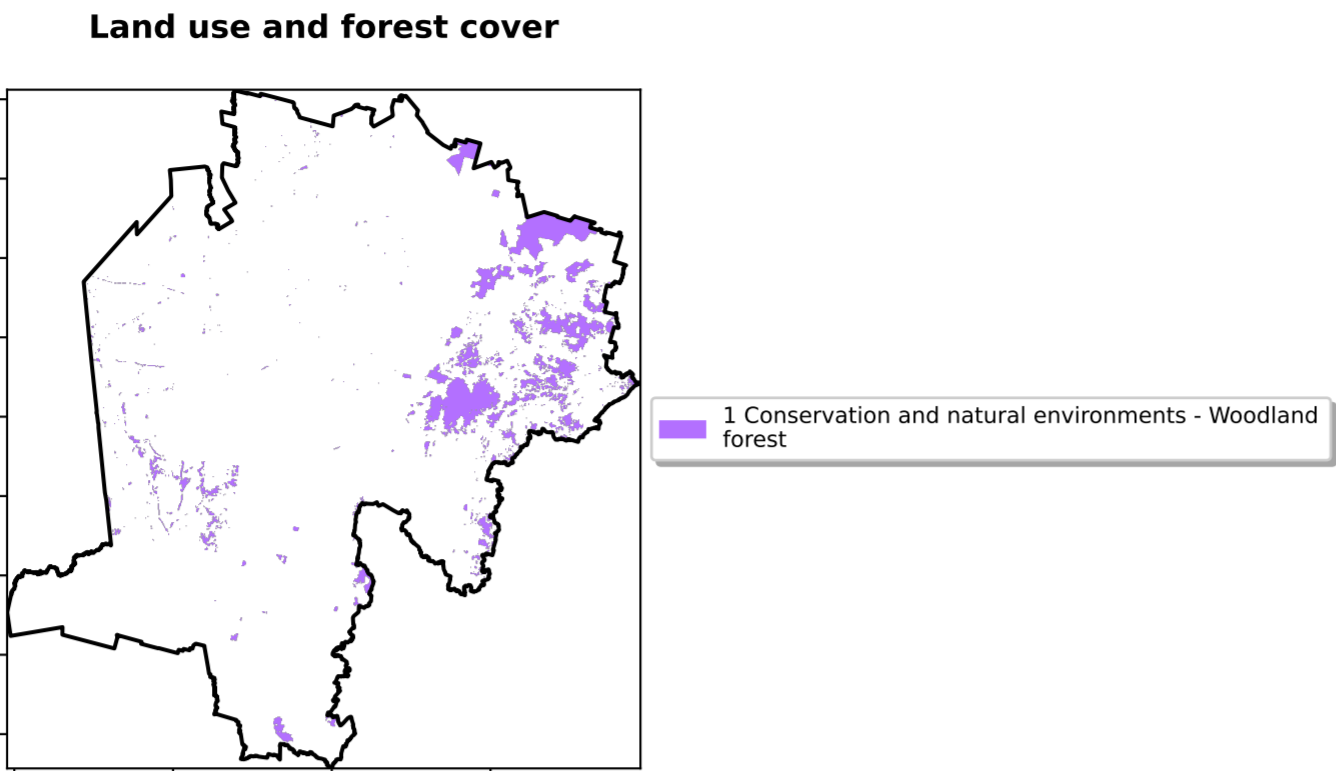 Land use and forest cover
1 Conservation and natural environments - Woodland
forest